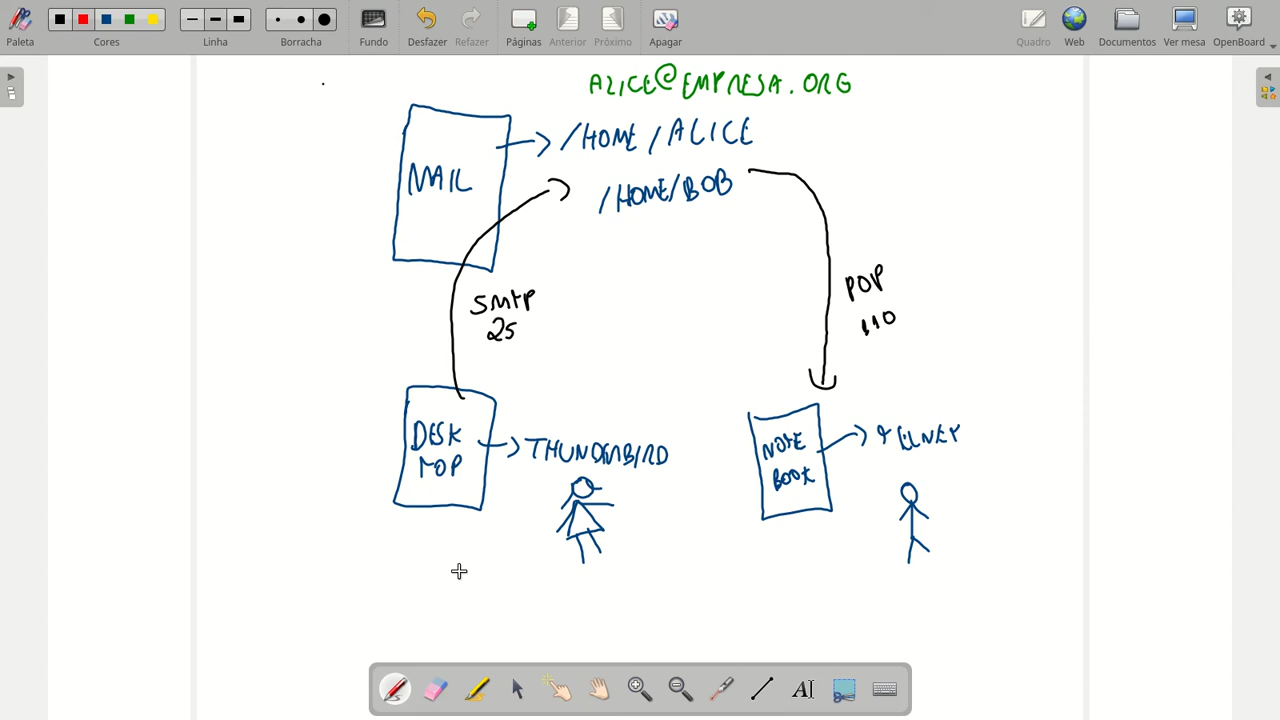 Paleta
Cores
Linha
Borracha
Fundo
Desfazer
Refazer
Páginas
Anterior
Próximo
Apagar
Quadro
Web
Documentos
Ver mesa
OpenBoard
ALICE@EMPRESA.ORG
MAIL
/HOME/ALICE
/HOME/BOB
SMTP
25
POP
110
DESK
TOP
THUNDERBIRD
NOTE
BOOK
TELNET